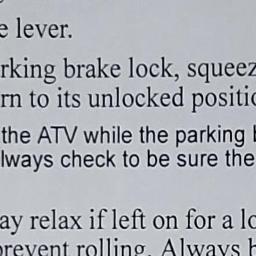 e lever.
rking brake lock, squeez
rn to its unlocked positio
the ATV while the parking
lways check to be sure the
ay relax if left on for a lo
prevent rolling. Always